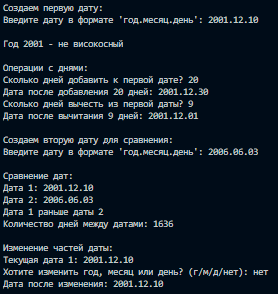 Создаем первую дату:
Введите дату в формате 'год.месяц.день': 2001.12.10
Год 2001 - не високосный
Операции с днями:
Сколько дней добавить к первой дате? 20
Дата после добавления 20 дней: 2001.12.30
Сколько дней вычесть из первой даты? 9
Дата после вычитания 9 дней: 2001.12.01
Создаем вторую дату для сравнения:
Введите дату в формате 'год.месяц.день': 2006.06.03
Сравнение дат:
Дата 1: 2001.12.10
Дата 2: 2006.06.03
Дата 1 раньше даты 2
Количество дней между датами: 1636
Изменение частей даты:
Текущая дата 1: 2001.12.10
Хотите изменить год, месяц или день? (г/м/д/нет): нет
Дата после изменения: 2001.12.10